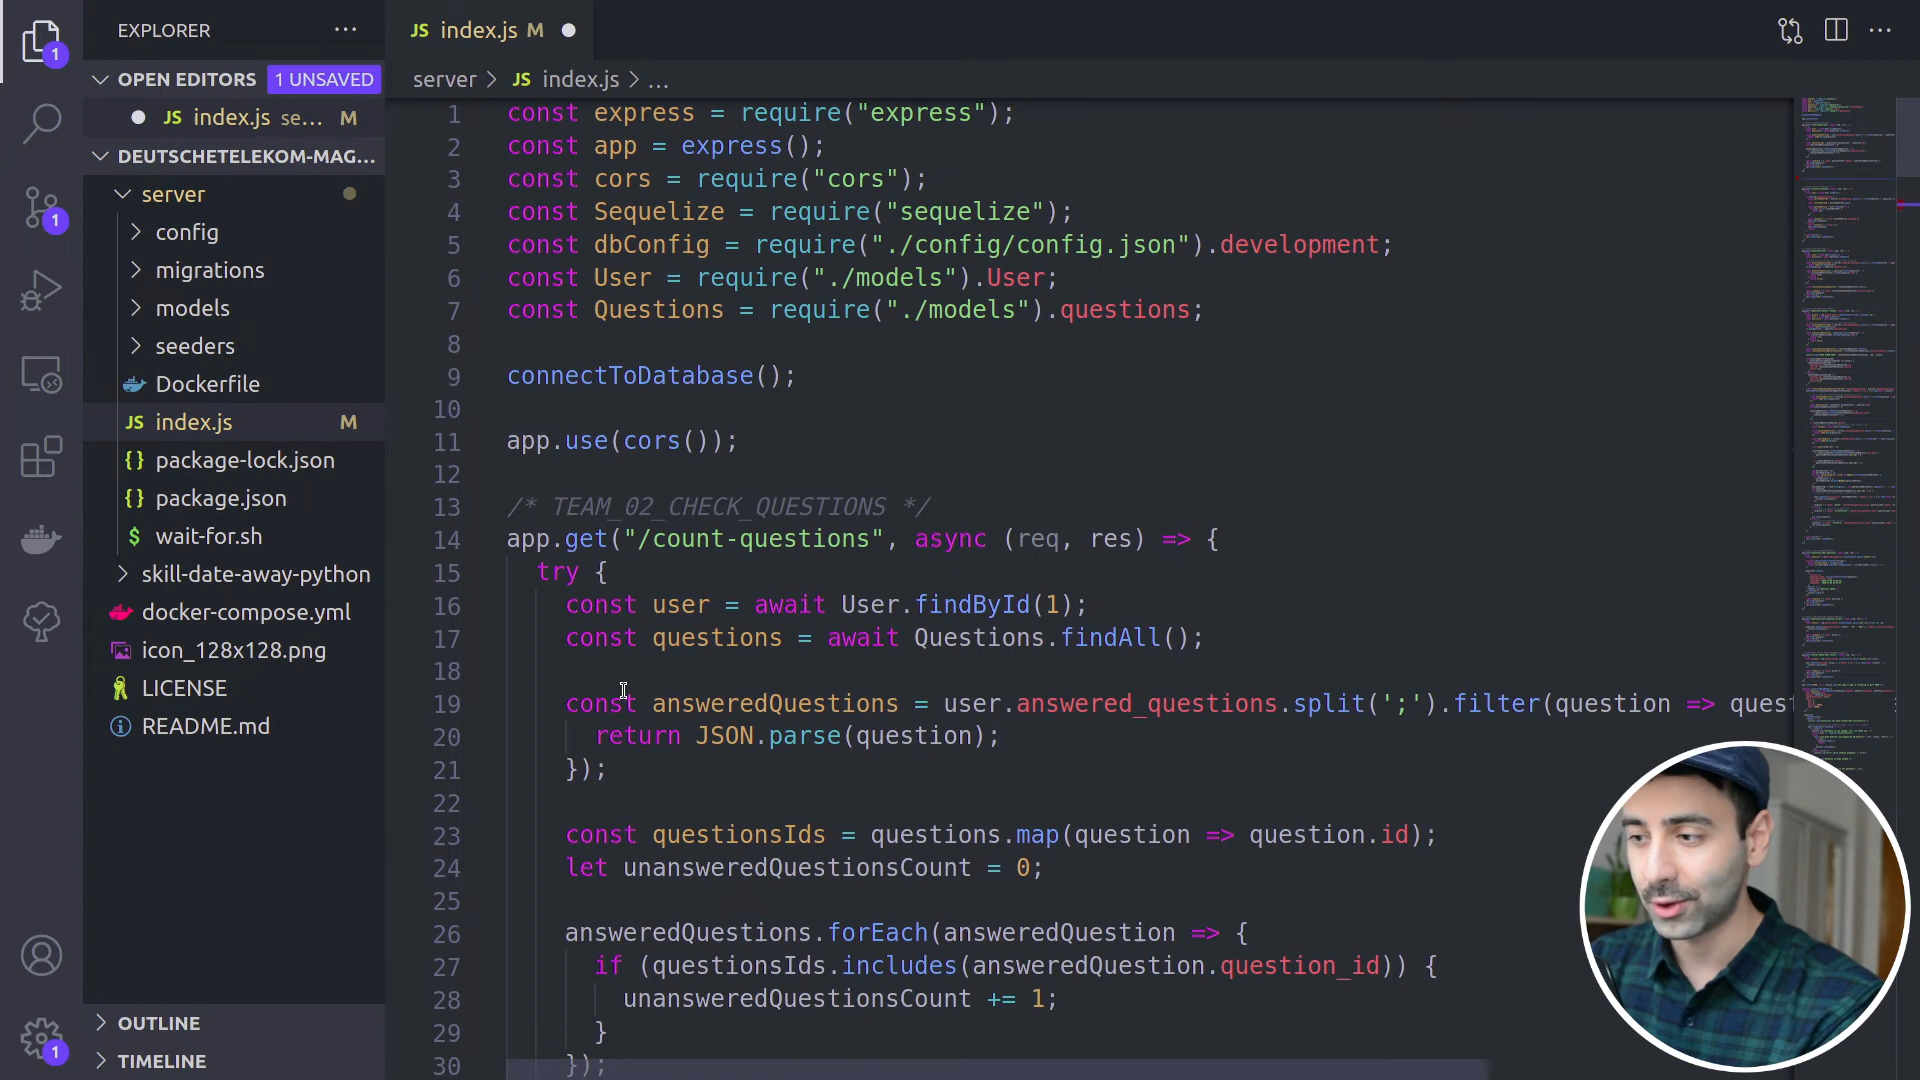 EXPLORER
OPEN EDITORS 1 UNSAVED
index.js se... M
DEUTSCHETELEKOM-MAG...
server
config
migrations
models
seeders
Dockerfile
JS index.js M
{} package-lock.json
{} package.json
$ wait-for.sh
skill-date-away-python
docker-compose.yml
icon_128x128.png
LICENSE
README.md
OUTLINE
TIMELINE
1
1
1
JS index.js M
server > JS index.js > ...
1 const express = require("express");
2 const app = express();
3 const cors = require("cors");
4 const Sequelize = require("sequelize");
5 const dbConfig = require("./config/config.json").development;
6 const User = require("./models").User;
7 const Questions = require("./models").questions;
8
9 connectToDatabase();
10
11 app.use(cors());
12
13 /* TEAM_02_CHECK_QUESTIONS */
14 app.get("/count-questions", async (req, res) => {
15 try {
16 const user = await User.findById(1);
17 const questions = await Questions.findAll();
18
19 const answeredQuestions = user.answered_questions.split(';').filter(question => ques
20 return JSON.parse(question);
21 });
22
23 const questionsIds = questions.map(question => question.id);
24 let unansweredQuestionsCount = 0;
25
26 answeredQuestions.forEach(answeredQuestion => {
27 if (questionsIds.includes(answeredQuestion.question_id)) {
28 unansweredQuestionsCount += 1;
29 }
30 });